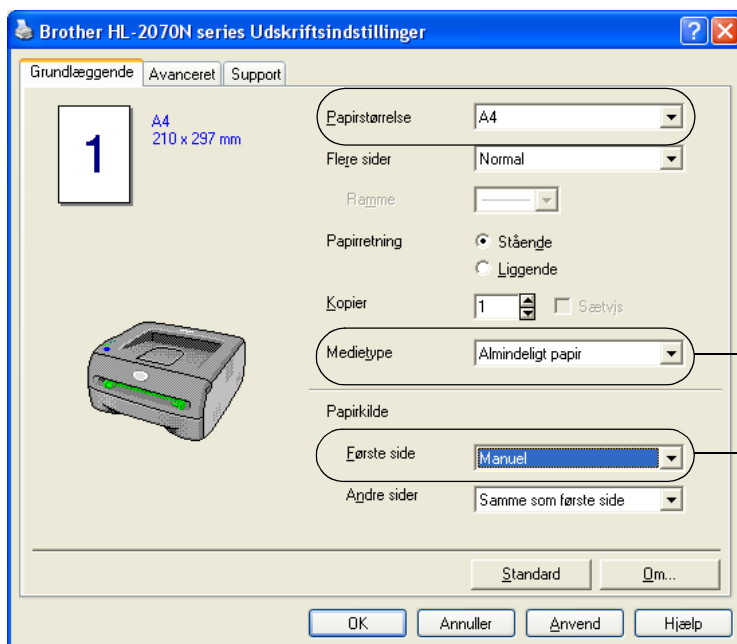 Brother HL-2070N series Udskriftsindstillinger
Grundlæggende Avanceret Support
1
A4
210 x 297 mm
Papirstørrelse A4
Flere sider Normal
Ramme
Papirretning Stående
Liggende
Kopier 1 Sætvis
Medietype Almindeligt papir
Papirkilde
Første side Manuel
Andre sider Samme som første side
Standard Om...
OK Annuller Anvend Hjælp